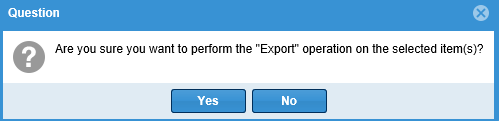 Question
Are you sure you want to perform the "Export" operation on the selected item(s)?
Yes
No